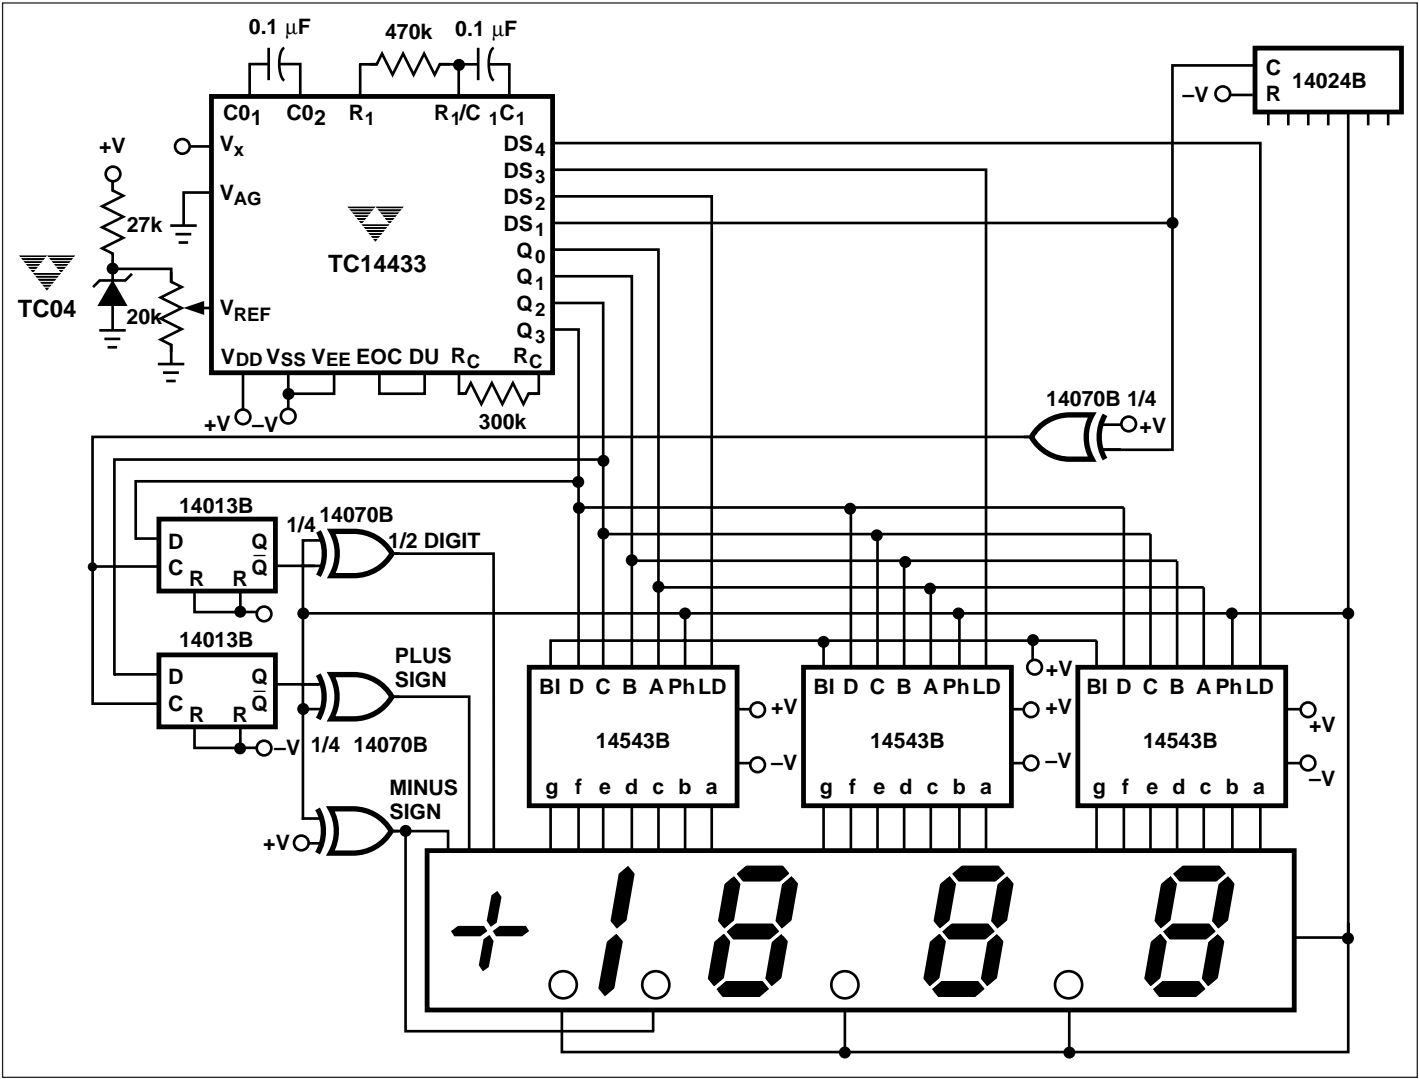 0.1 µF
470k
0.1 µF
C01 C02 R1 R1/C1 C1
C
R
14024B
–V
+V
Vx
VAG
27k
TC04
20k
VREF
TC14433
DS4
DS3
DS2
DS1
Q0
Q1
Q2
Q3
VDD VSS VEE EOC DU RC RC
+V –V
300k
14070B 1/4
+V
14013B
D Q
C Q
R R
1/4 14070B
1/2 DIGIT
14013B
D Q
C Q
R R
–V
PLUS
SIGN
1/4 14070B
MINUS
SIGN
+V
BI D C B A Ph LD
14543B
g f e d c b a
+V
–V
BI D C B A Ph LD
14543B
g f e d c b a
+V
+V
–V
BI D C B A Ph LD
14543B
g f e d c b a
+V
–V
+1888